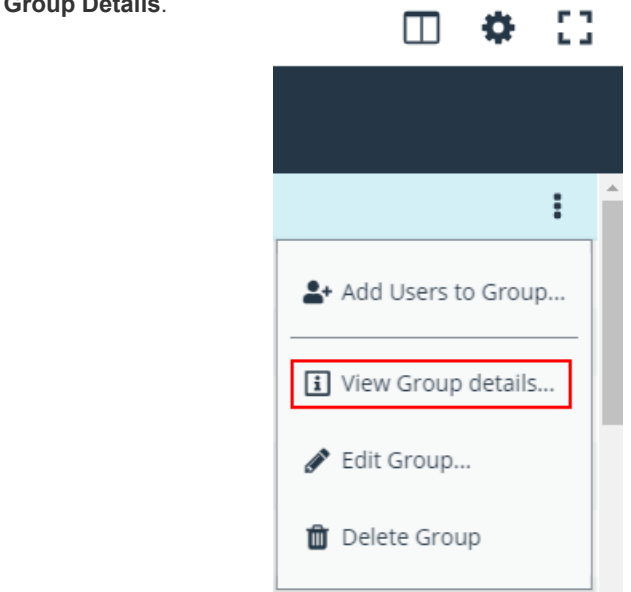 Group Details.
Add Users to Group...
View Group details...
Edit Group...
Delete Group